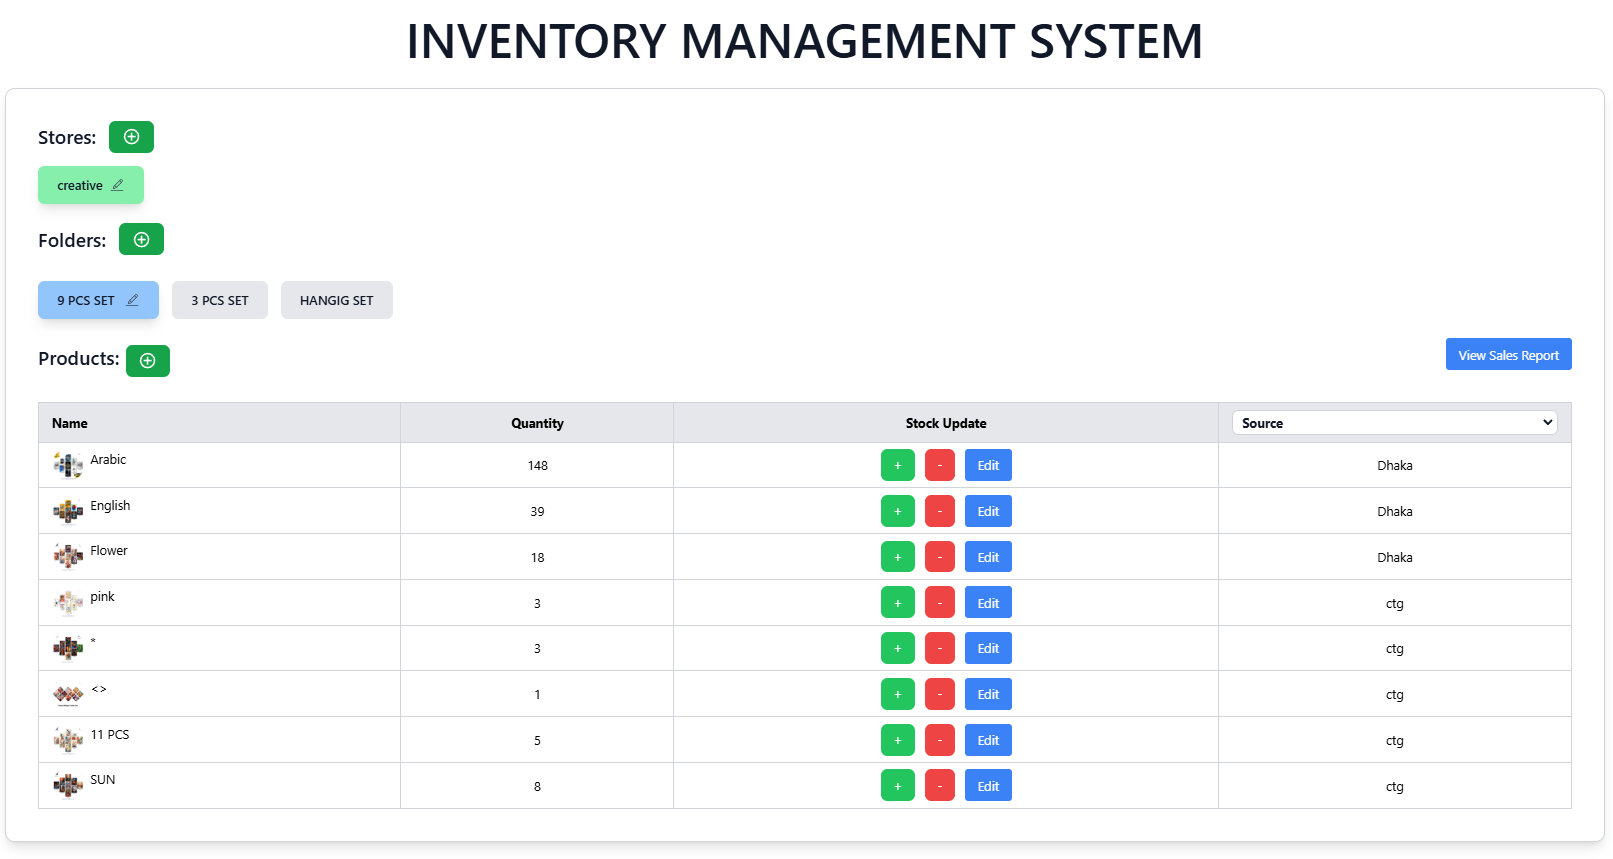 INVENTORY MANAGEMENT SYSTEM
Stores:
creative
Folders:
9 PCS SET 3 PCS SET HANGIG SET
Products:
View Sales Report
Name Quantity Stock Update Source
Arabic 148 + - Edit Dhaka
English 39 + - Edit Dhaka
Flower 18 + - Edit Dhaka
pink 3 + - Edit ctg
* 3 + - Edit ctg
<> 1 + - Edit ctg
11 PCS 5 + - Edit ctg
SUN 8 + - Edit ctg